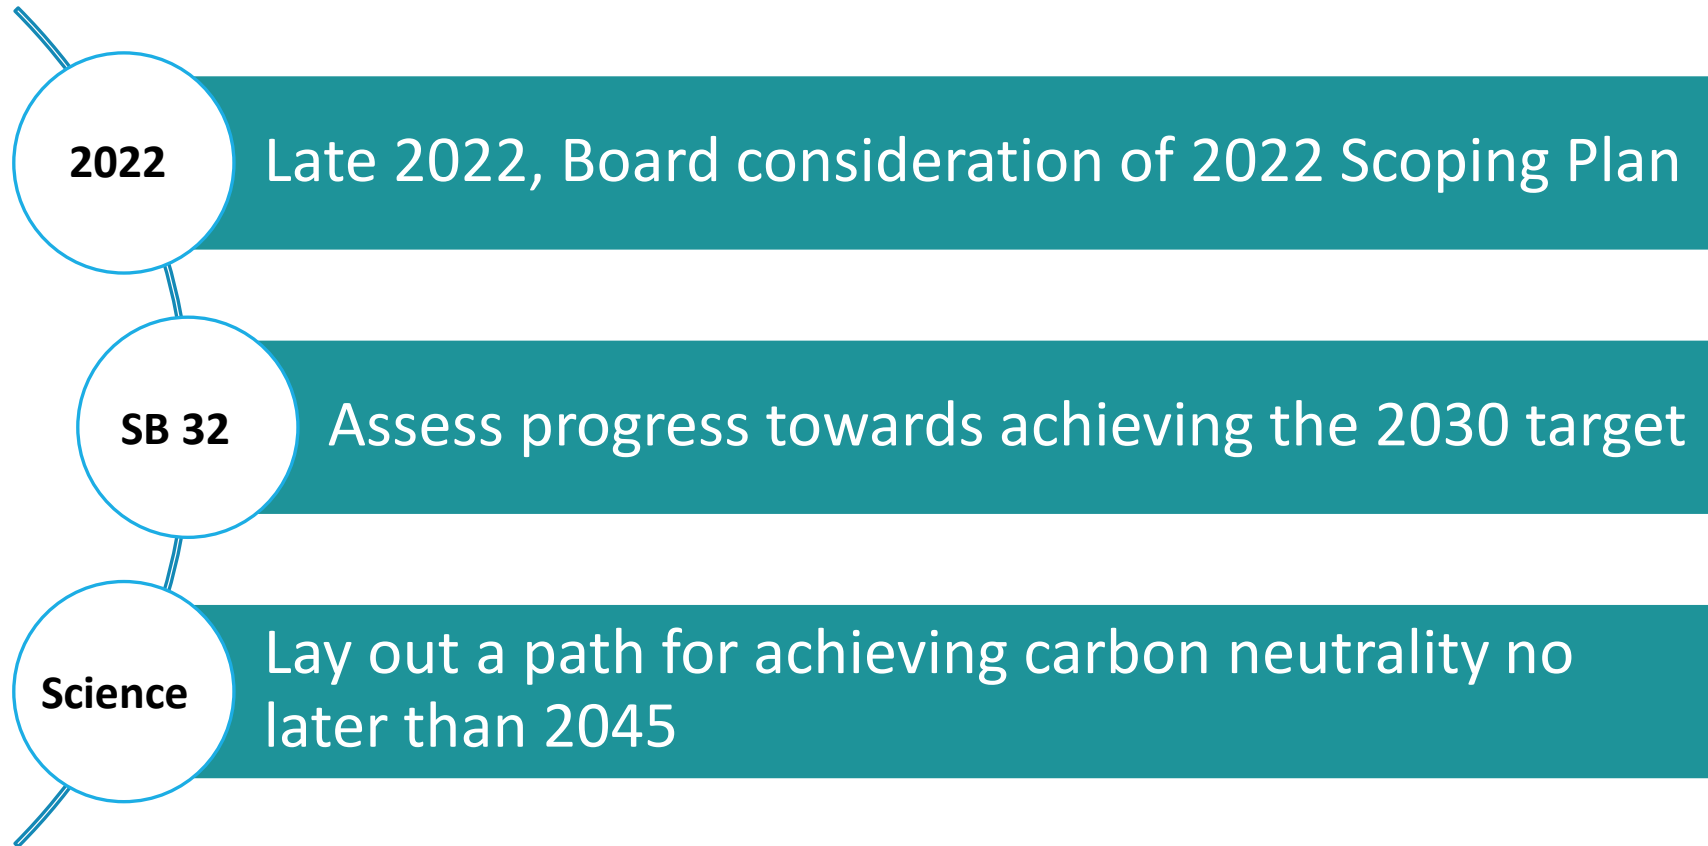 2022
Late 2022, Board consideration of 2022 Scoping Plan
SB 32
Assess progress towards achieving the 2030 target
Science
Lay out a path for achieving carbon neutrality no
later than 2045